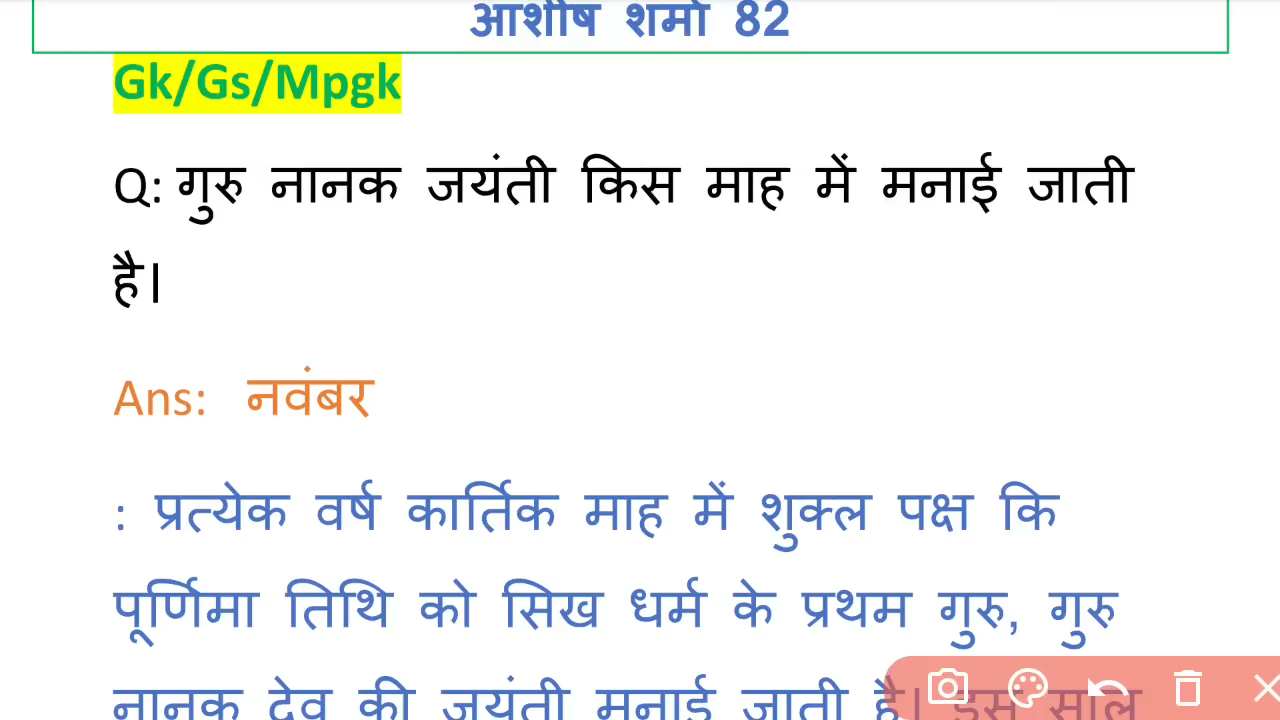 आशीष शर्मा 82
Gk/Gs/Mpgk
Q: गुरु नानक जयंती किस माह में मनाई जाती
है।
Ans: नवंबर
: प्रत्येक वर्ष कार्तिक माह में शुक्ल पक्ष कि
पूर्णिमा तिथि को सिख धर्म के प्रथम गुरु, गुरु
नानक देव की जयंती मनाई जाती है। इस साल